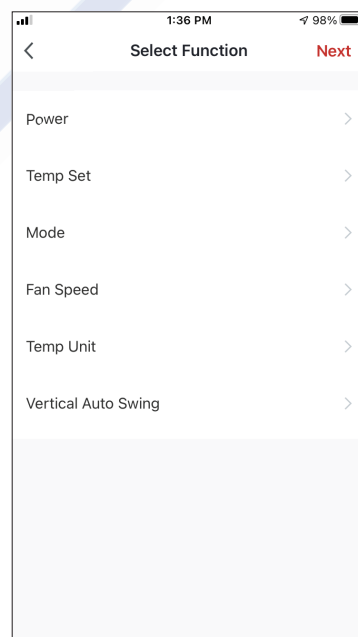 1:36 PM 98%
Select Function Next
Power
Temp Set
Mode
Fan Speed
Temp Unit
Vertical Auto Swing